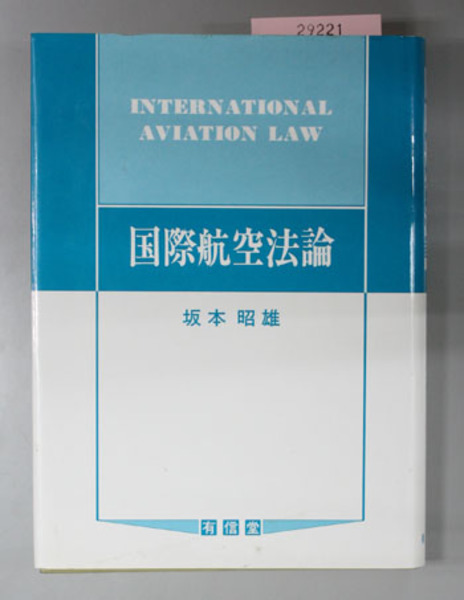 29221
INTERNATIONAL
AVIATION LAW
国際航空法論
坂本 昭雄
有信堂